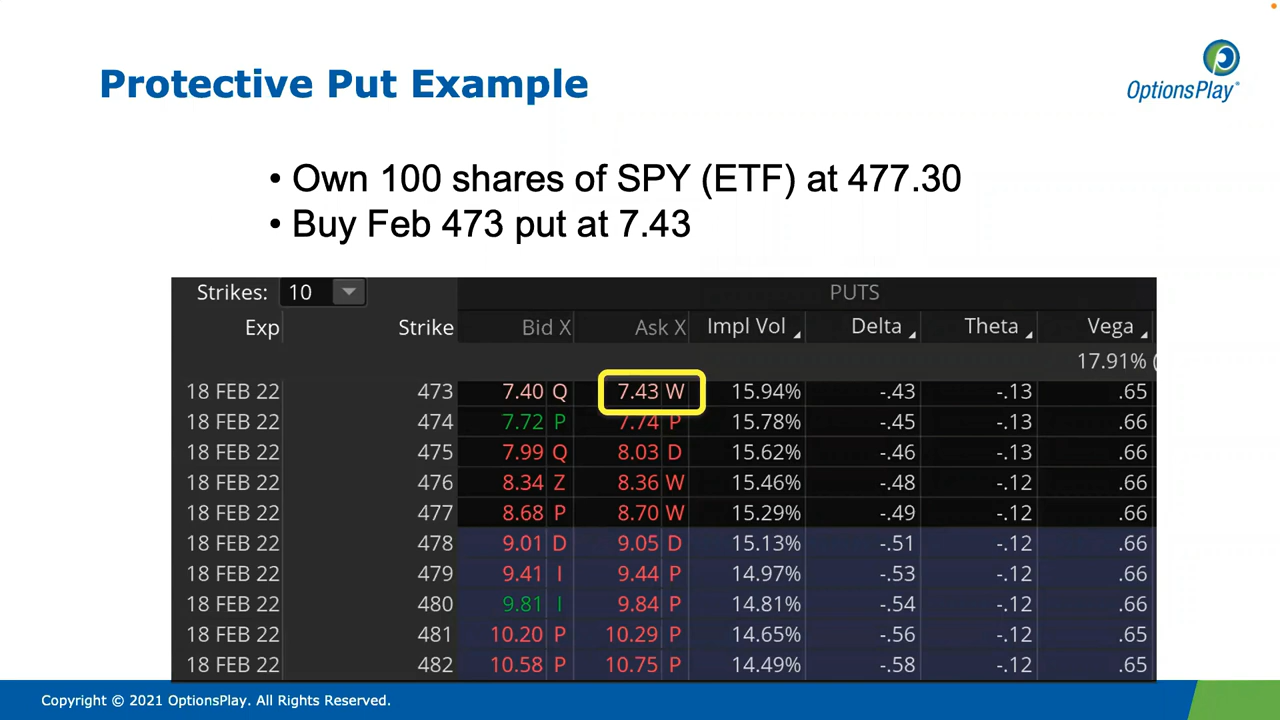 Protective Put Example
OptionsPlay
• Own 100 shares of SPY (ETF) at 477.30
• Buy Feb 473 put at 7.43
Strikes: 10 PUTS
Exp Strike Bid X Ask X Impl Vol Delta Theta Vega
17.91% (
18 FEB 22 473 7.40 Q 7.43 W 15.94% -.43 -.13 .65
18 FEB 22 474 7.72 P 7.74 P 15.78% -.45 -.13 .66
18 FEB 22 475 7.99 Q 8.03 D 15.62% -.46 -.13 .66
18 FEB 22 476 8.34 Z 8.36 W 15.46% -.48 -.12 .66
18 FEB 22 477 8.68 P 8.70 W 15.29% -.49 -.12 .66
18 FEB 22 478 9.01 D 9.05 D 15.13% -.51 -.12 .66
18 FEB 22 479 9.41 I 9.44 P 14.97% -.53 -.12 .66
18 FEB 22 480 9.81 I 9.84 P 14.81% -.54 -.12 .66
18 FEB 22 481 10.20 P 10.29 P 14.65% -.56 -.12 .65
18 FEB 22 482 10.58 P 10.75 P 14.49% -.58 -.12 .65
Copyright © 2021 OptionsPlay. All Rights Reserved.